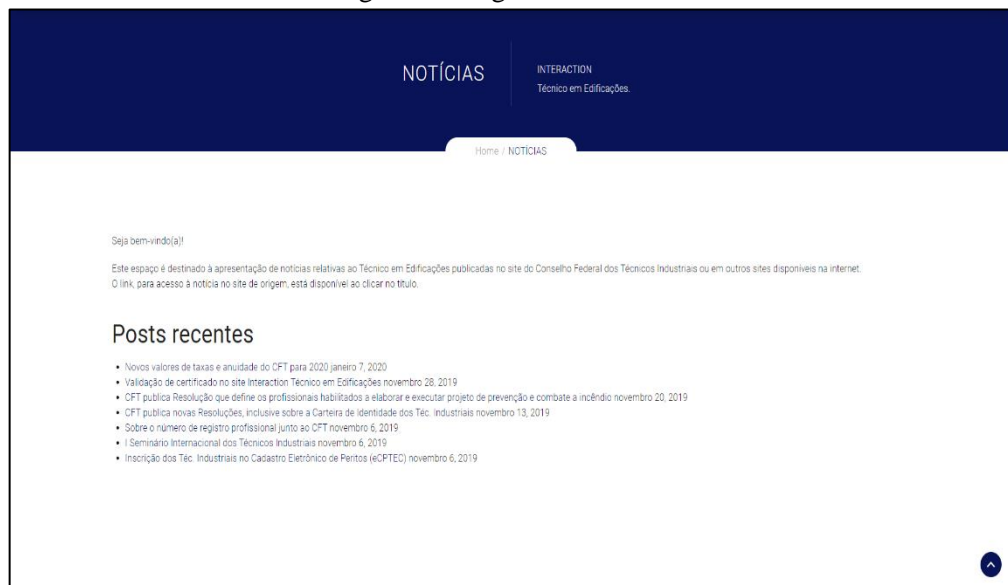 NOTÍCIAS
INTERACTION
Técnico em Edificações.
Home / NOTÍCIAS
Seja bem-vindo(a)!
Este espaço é destinado à apresentação de notícias relativas ao Técnico em Edificações publicadas no site do Conselho Federal dos Técnicos Industriais ou em outros sites disponíveis na internet.
O link, para acesso à notícia no site de origem, está disponível ao clicar no título.
Posts recentes
• Novos valores de taxas e anuidade do CFT para 2020 janeiro 7, 2020
• Validação de certificado no site Interaction Técnico em Edificações novembro 28, 2019
• CFT publica Resolução que define os profissionais habilitados a elaborar e executar projeto de prevenção e combate a incêndio novembro 20, 2019
• CFT publica novas Resoluções, inclusive sobre a Carteira de Identidade dos Téc. Industriais novembro 13, 2019
• Sobre o número de registro profissional junto ao CFT novembro 6, 2019
• I Seminário Internacional dos Técnicos Industriais novembro 6, 2019
• Inscrição dos Téc. Industriais no Cadastro Eletrônico de Peritos (eCPTEC) novembro 6, 2019